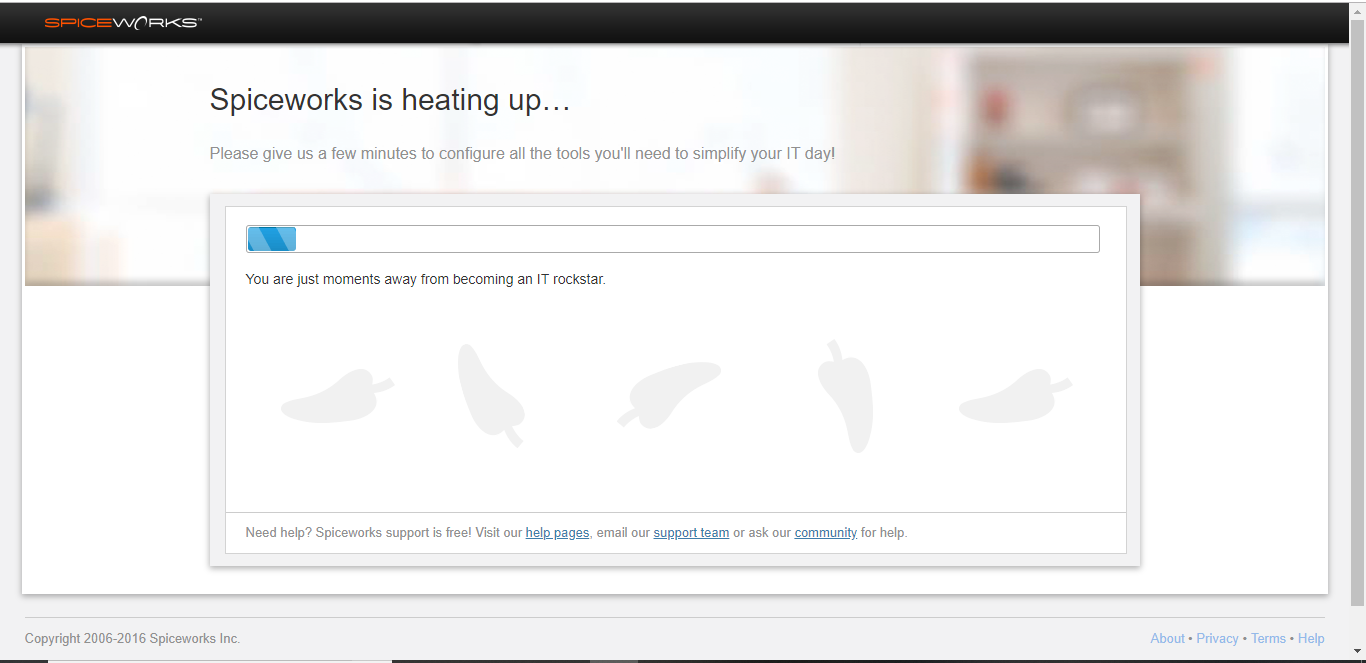 SPICEWORKS™
Spiceworks is heating up…
Please give us a few minutes to configure all the tools you'll need to simplify your IT day!
You are just moments away from becoming an IT rockstar.
Need help? Spiceworks support is free! Visit our help pages, email our support team or ask our community for help.
Copyright 2006-2016 Spiceworks Inc.
About • Privacy • Terms • Help